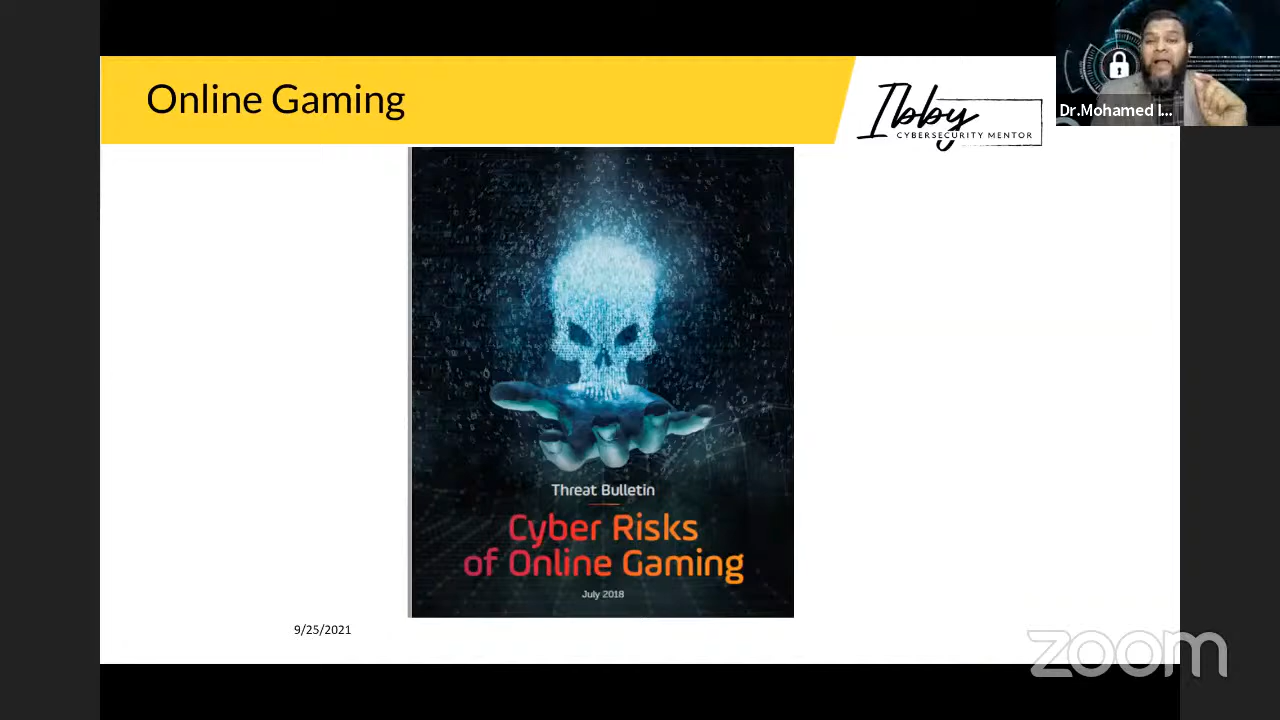 Online Gaming
Ibby
CYBERSECURITY MENTOR
Dr.Mohamed I...
Threat Bulletin
Cyber Risks
of Online Gaming
July 2018
9/25/2021
zoom